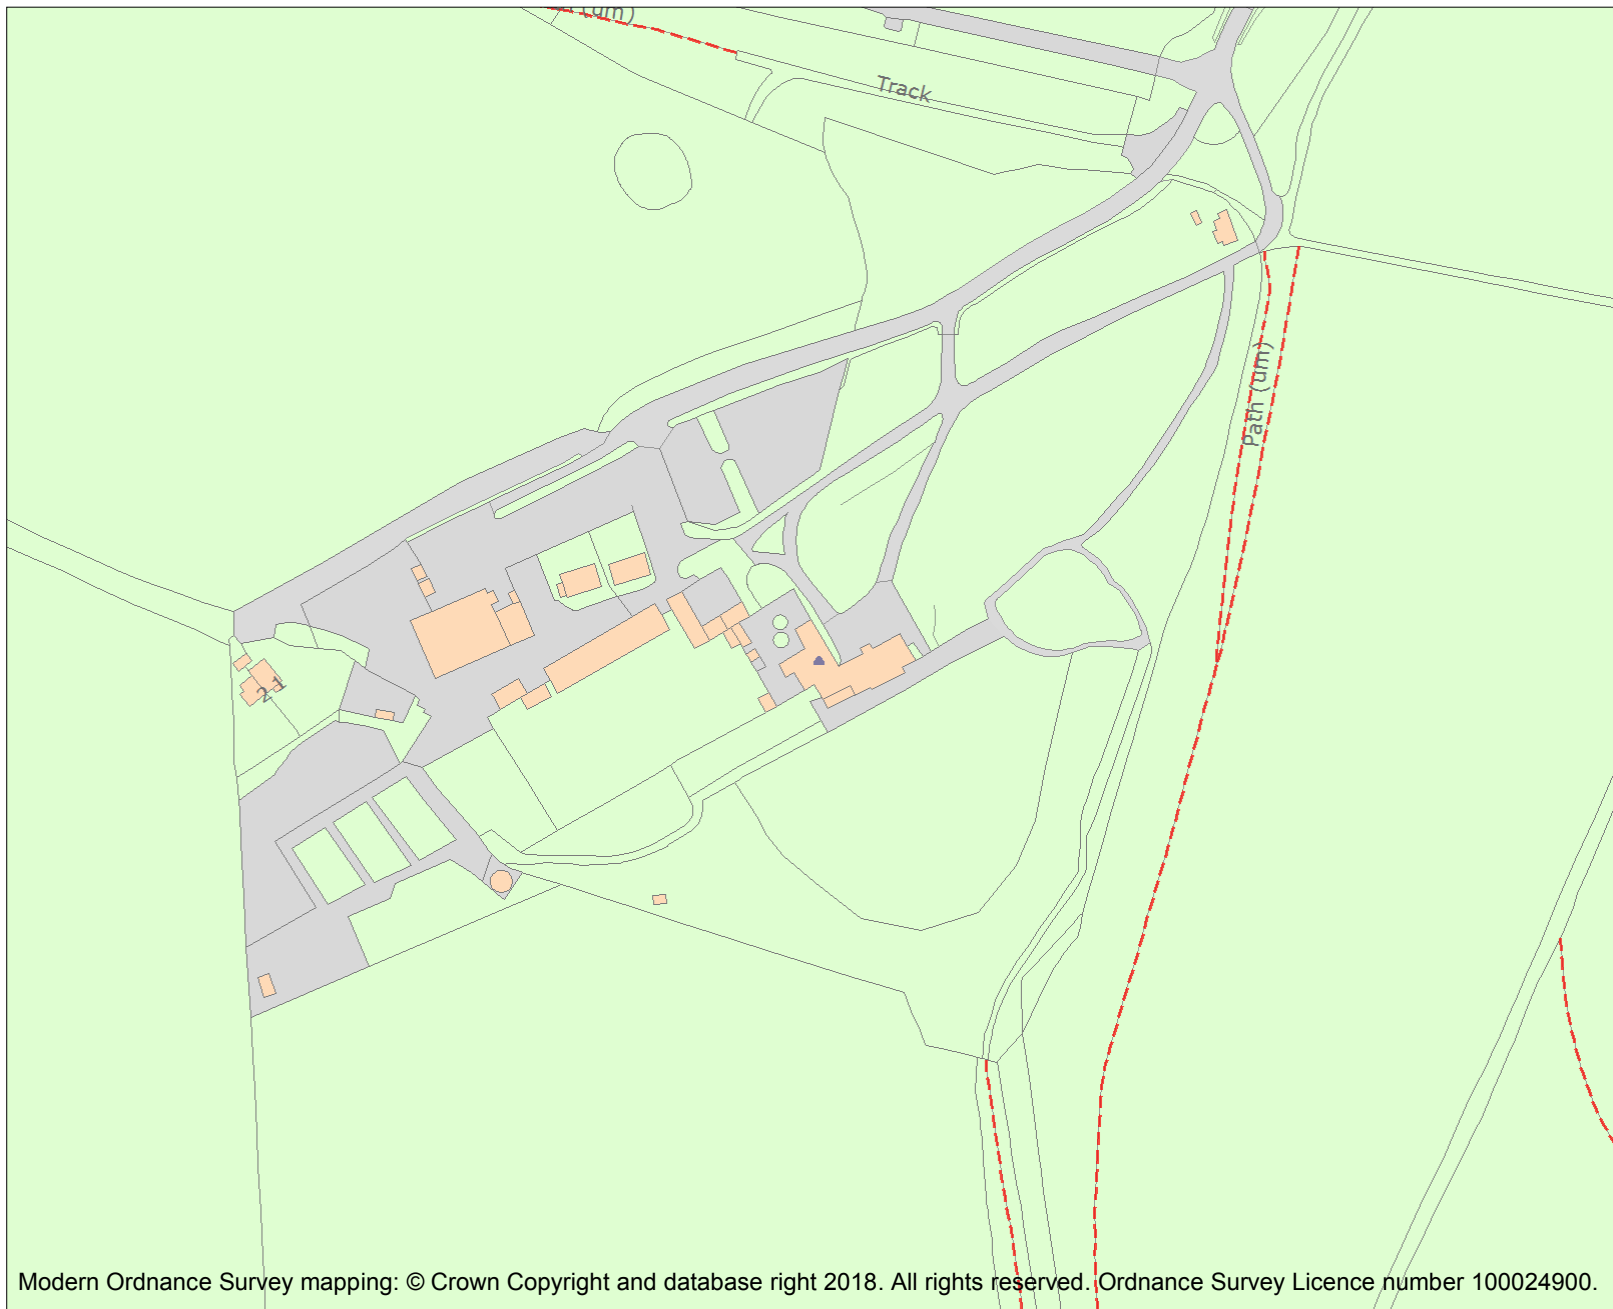 (um)
Track
Path (um)
2 1
Modern Ordnance Survey mapping: © Crown Copyright and database right 2018. All rights reserved. Ordnance Survey Licence number 100024900.